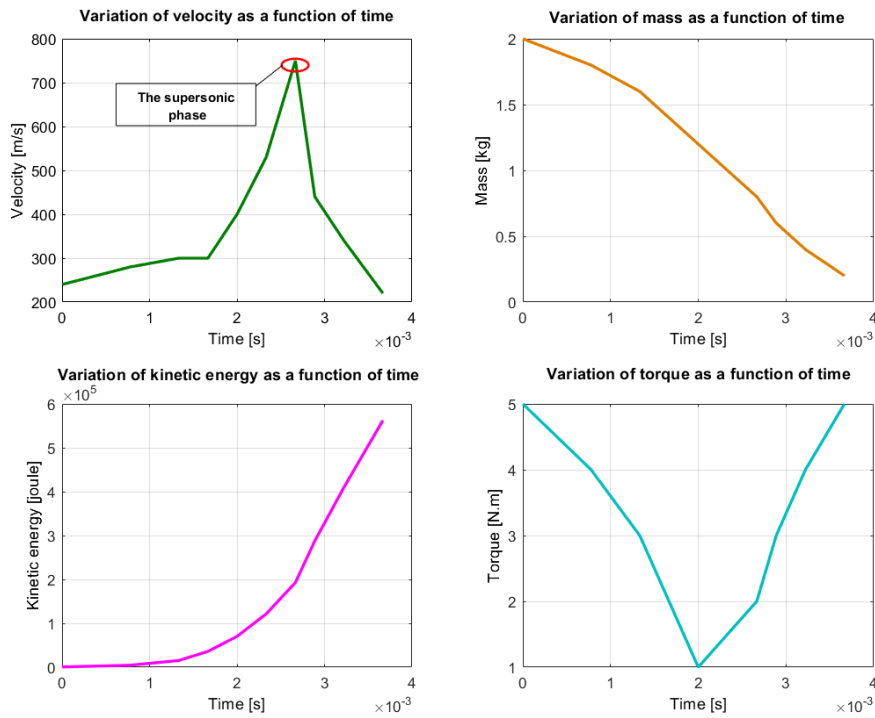 Variation of velocity as a function of time
800
700
600
500
400
300
200
Velocity [m/s]
The supersonic
phase
0 1 2 3 4
Time [s]
×10-3
Variation of mass as a function of time
2
1.5
1
0.5
0
Mass [kg]
0 1 2 3 4
Time [s]
×10-3
Variation of kinetic energy as a function of time
×105
6
5
4
3
2
1
0
Kinetic energy [joule]
0 1 2 3 4
Time [s]
×10-3
Variation of torque as a function of time
5
4
3
2
1
Torque [N.m]
0 1 2 3 4
Time [s]
×10-3